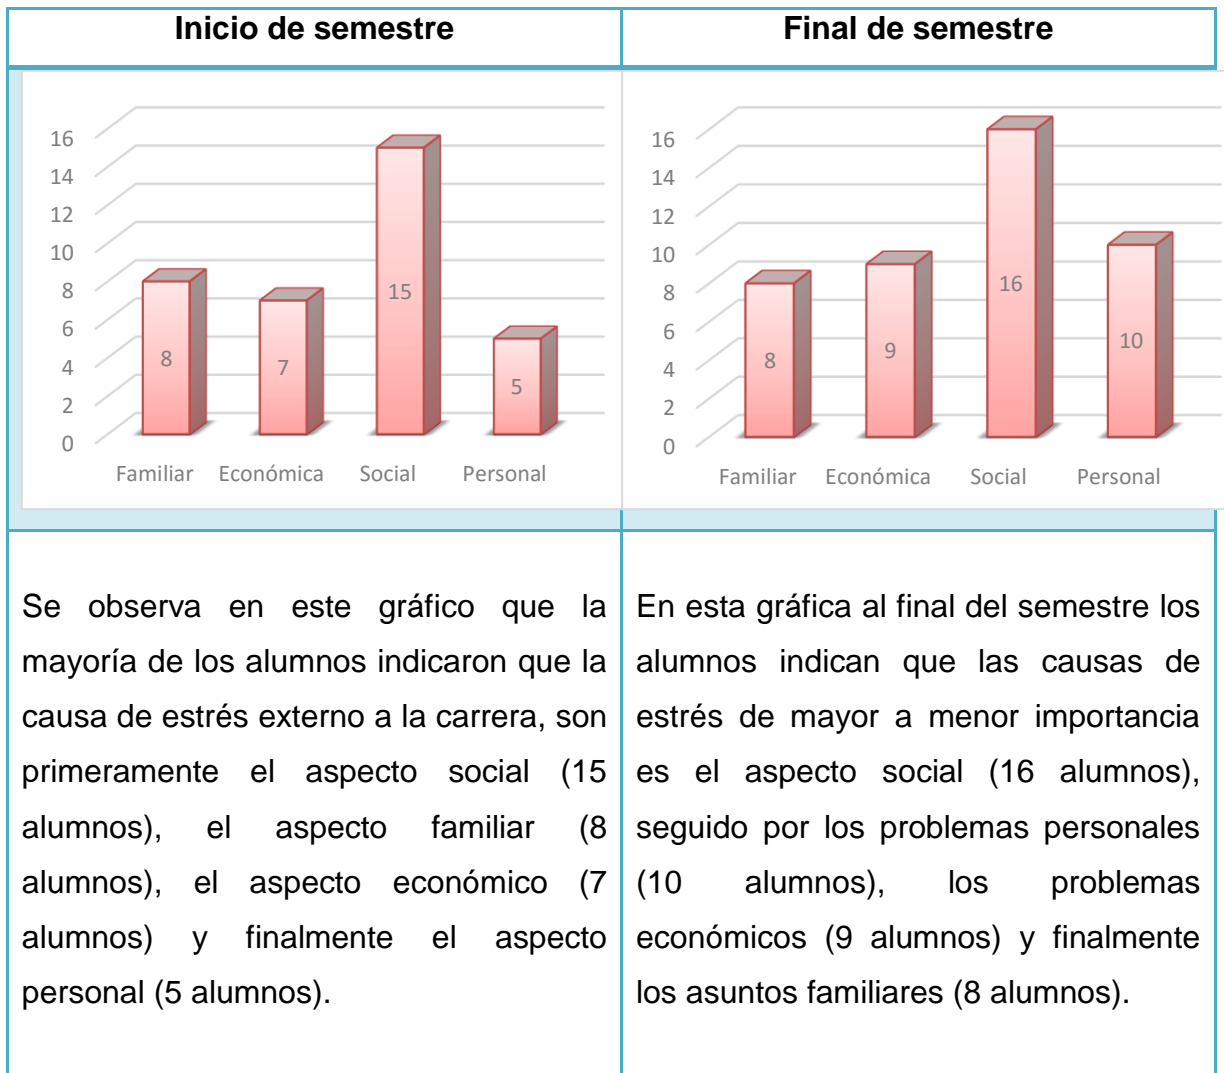 Inicio de semestre
Final de semestre
16
14
12
10
8
6
4
2
0
8
7
15
5
Familiar Económica Social Personal
16
14
12
10
8
6
4
2
0
8
9
16
10
Familiar Económica Social Personal
Se observa en este gráfico que la
mayoría de los alumnos indicaron que la
causa de estrés externo a la carrera, son
primeramente el aspecto social (15
alumnos), el aspecto familiar (8
alumnos), el aspecto económico (7
alumnos) y finalmente el aspecto
personal (5 alumnos).
En esta gráfica al final del semestre los
alumnos indican que las causas de
estrés de mayor a menor importancia
es el aspecto social (16 alumnos),
seguido por los problemas personales
(10 alumnos), los problemas
económicos (9 alumnos) y finalmente
los asuntos familiares (8 alumnos).